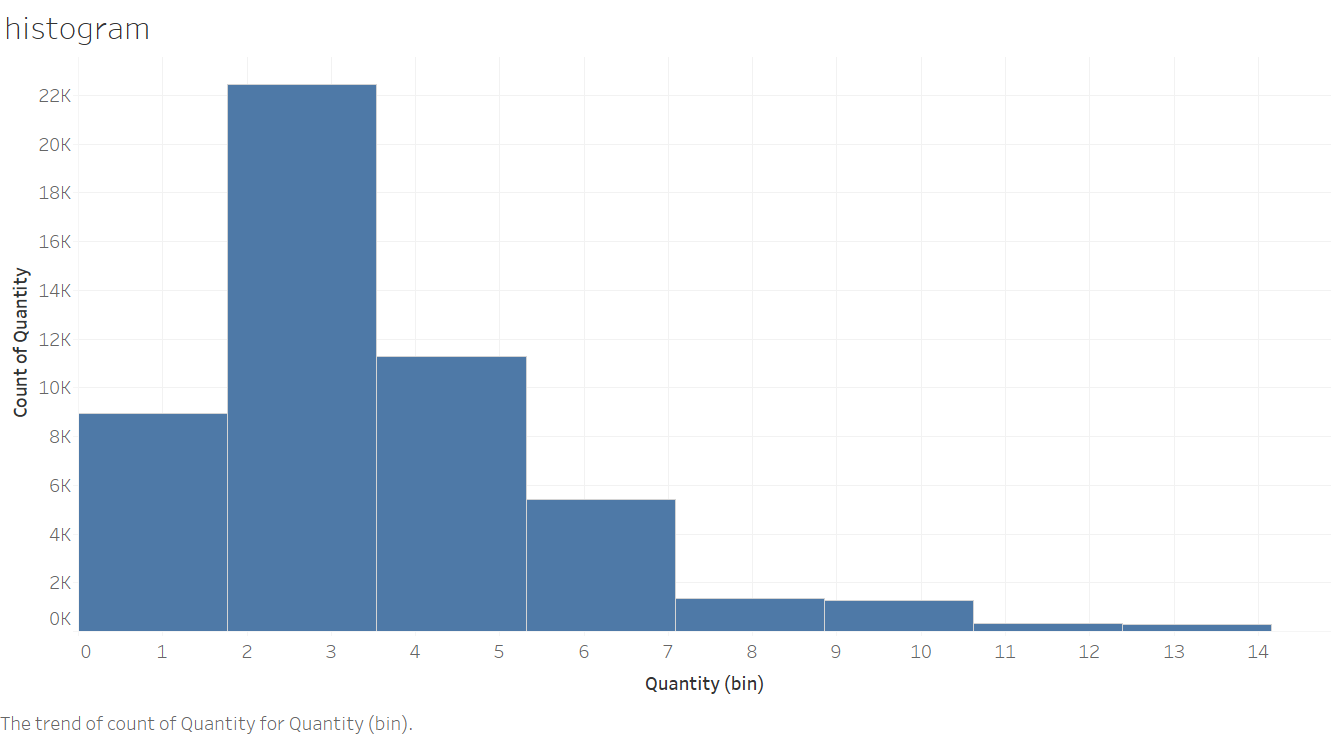 histogram
22K
20K
18K
16K
14K
12K
10K
8K
6K
4K
2K
0K
Count of Quantity
0 1 2 3 4 5 6 7 8 9 10 11 12 13 14
Quantity (bin)
The trend of count of Quantity for Quantity (bin).